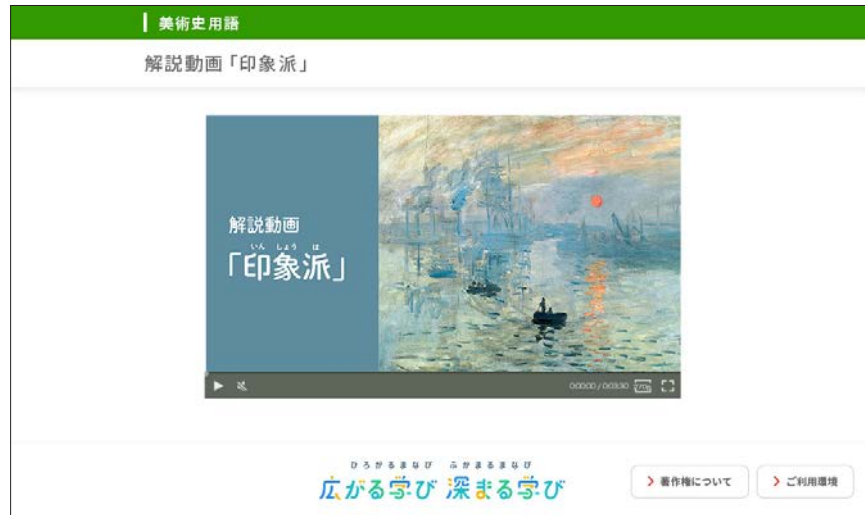 美術史用語
解説動画「印象派」
解説動画
いん しょう は
「印象派」
00:00:00 / 00:03:30
ひろがるまなび ふかまるまなび
広がる学び 深まる学び
著作権について
ご利用環境